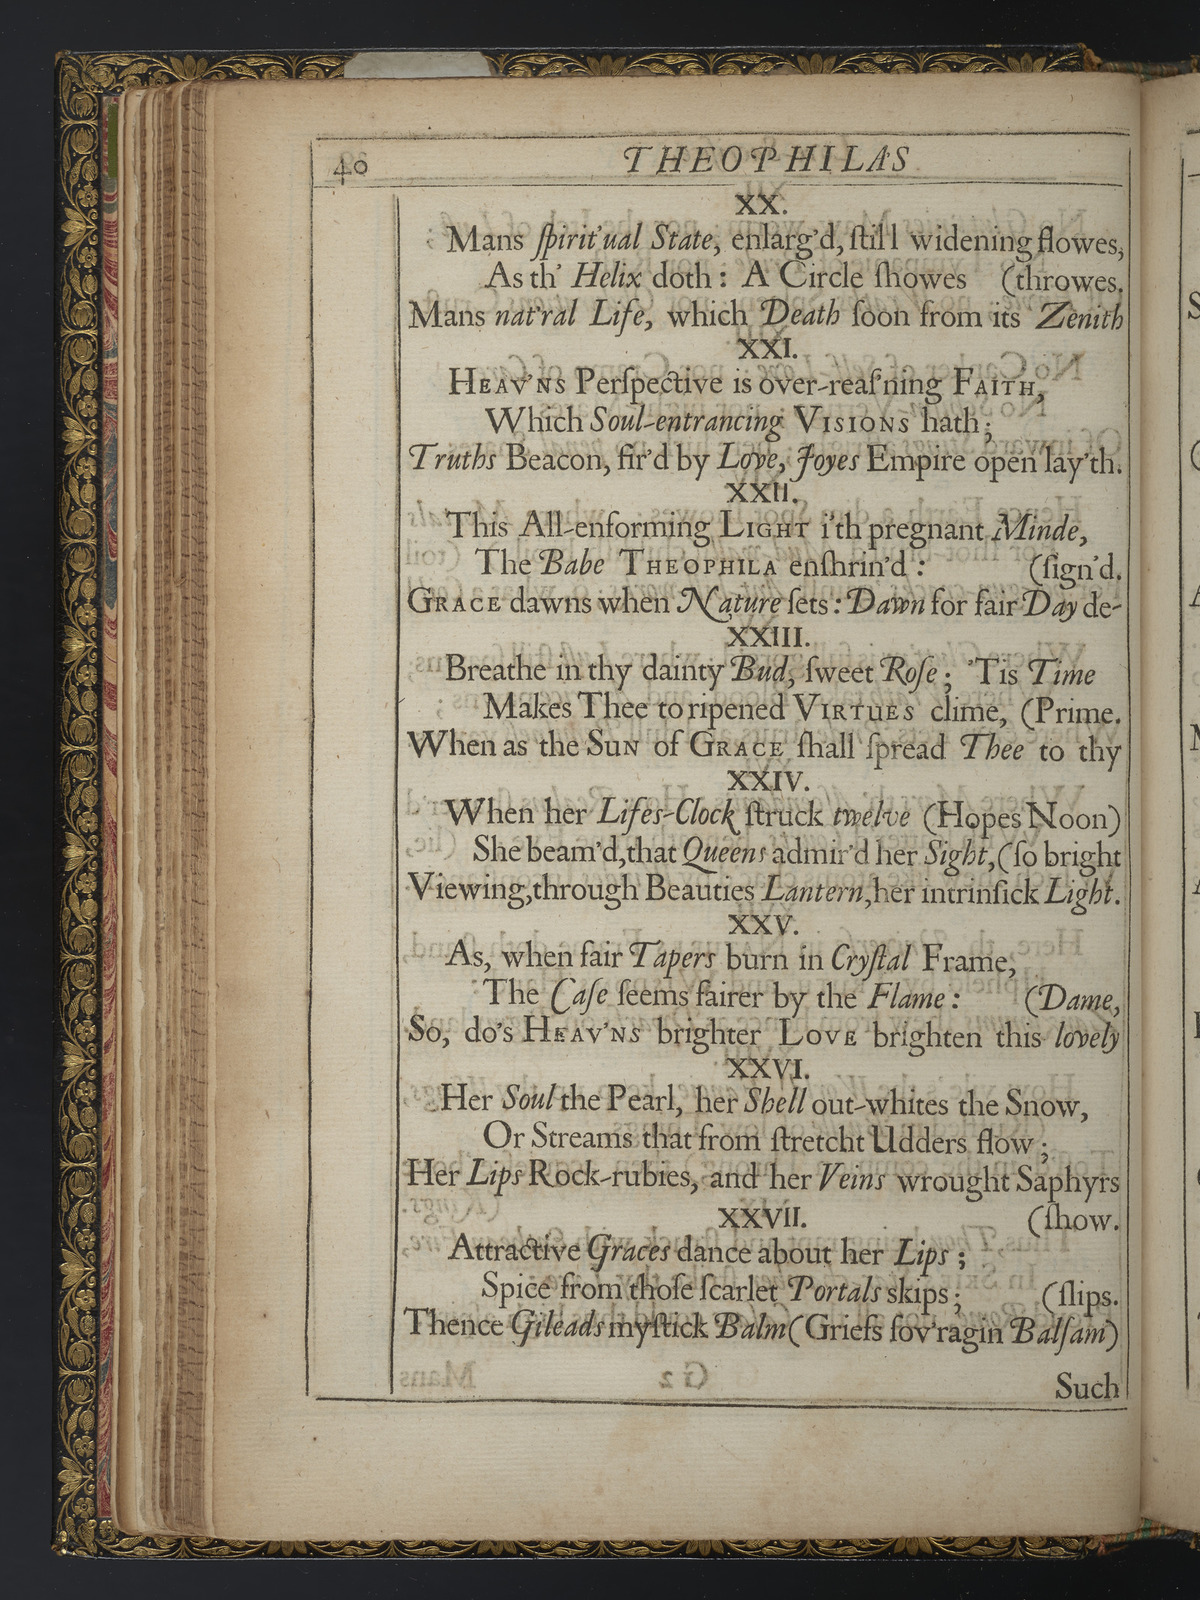 40 THEOPHILAS
XX.
Mans ſpirit'ual State, enlarg'd, ſtill widening flowes,
As th' Helix doth: A Circle ſhowes (throwes.
Mans nat'ral Life, which Death ſoon from its Zenith
XXI.
HEAV'NS Perſpective is over-reaſ'ning FAITH,
Which Soul-entrancing VISIONS hath;
Truths Beacon, fir'd by Love, Joyes Empire open lay'th.
XXII.
This All-enforming LIGHT i'th pregnant Minde,
The Babe THEOPHILA enſhrin'd: (ſign'd.
GRACE dawns when Nature ſets: Dawn for fair Day de-
XXIII.
Breathe in thy dainty Bud, ſweet Roſe; 'Tis Time
Makes Thee to ripened VIRTUES clime, (Prime.
When as the SUN of GRACE ſhall ſpread Thee to thy
XXIV.
When her Lifes-Clock ſtruck twelve (Hopes Noon)
She beam'd, that Queens admir'd her Sight, (ſo bright
Viewing, through Beauties Lantern, her intrinſick Light.
XXV.
As, when fair Tapers burn in Cryſtal Frame,
The Caſe ſeems fairer by the Flame: (Dame,
So, do's HEAV'NS brighter LOVE brighten this lovely
XXVI.
Her Soul the Pearl, her Shell out-whites the Snow,
Or Streams that from ſtretcht Udders flow;
Her Lips Rock-rubies, and her Veins wrought Saphyrs
XXVII. (ſhow.
Attractive Graces dance about her Lips;
Spice from thoſe ſcarlet Portals skips; (ſlips.
Thence Gileads myſtick Balm (Griefs ſov'ragin Balſam)
Such